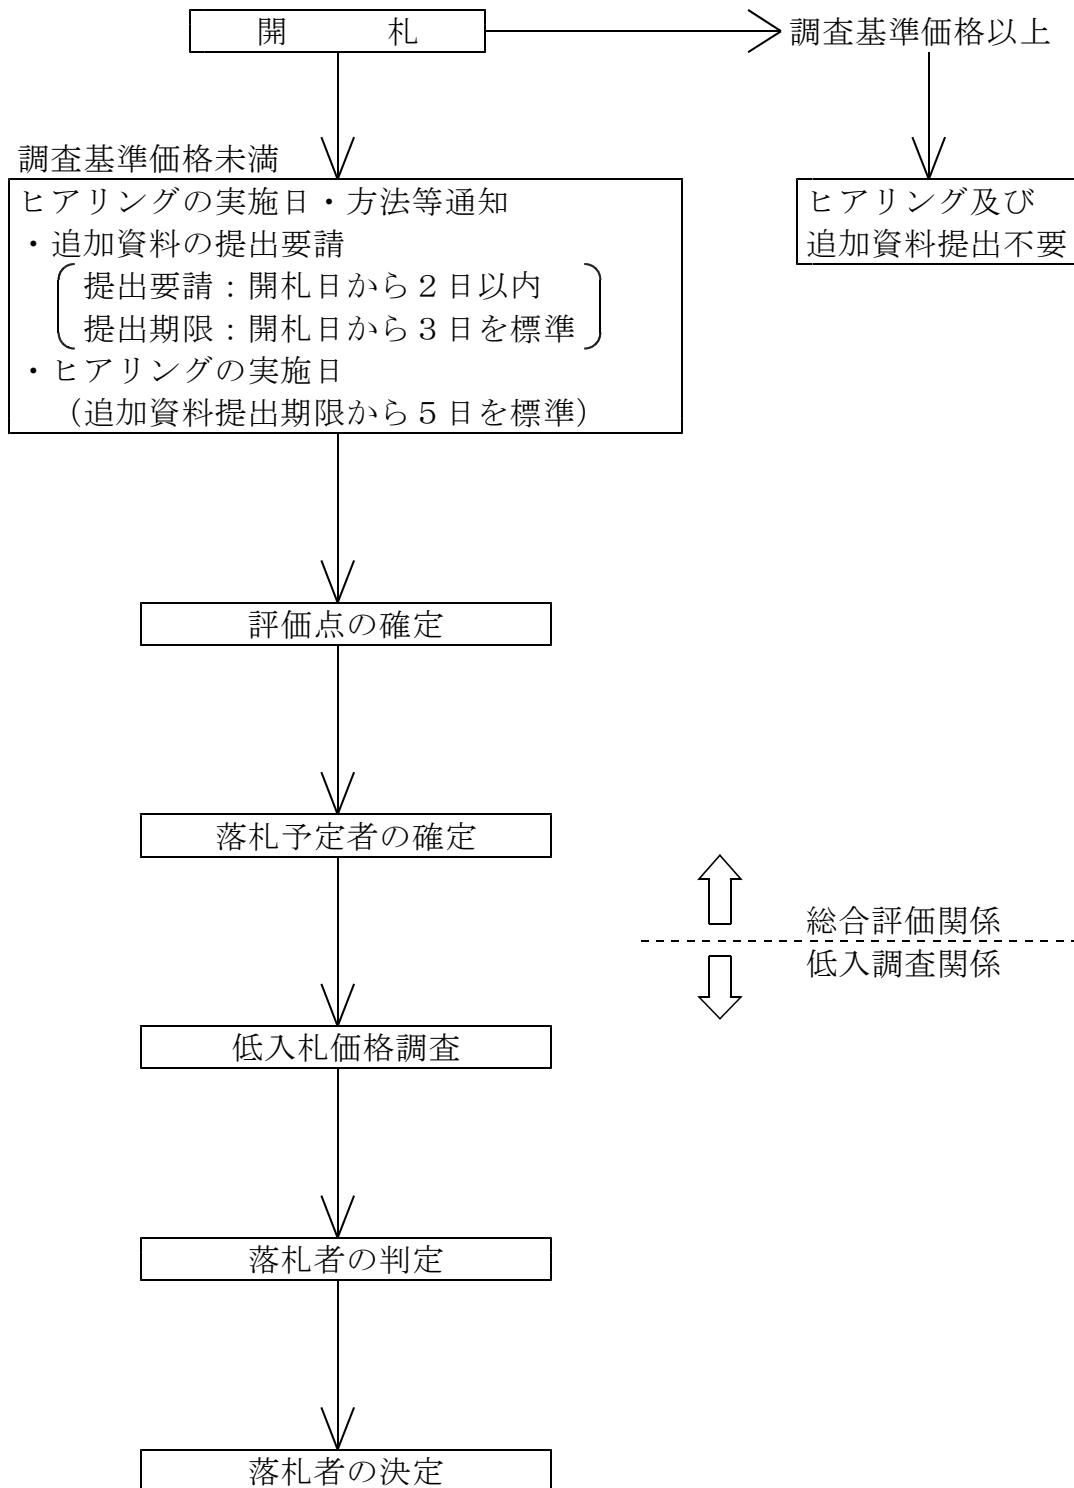 開　　　札
調査基準価格以上
調査基準価格未満
ヒアリングの実施日・方法等通知
・追加資料の提出要請
提出要請：開札日から２日以内
提出期限：開札日から３日を標準
・ヒアリングの実施日
（追加資料提出期限から５日を標準）
ヒアリング及び
追加資料提出不要
評価点の確定
落札予定者の確定
総合評価関係
低入調査関係
低入札価格調査
落札者の判定
落札者の決定